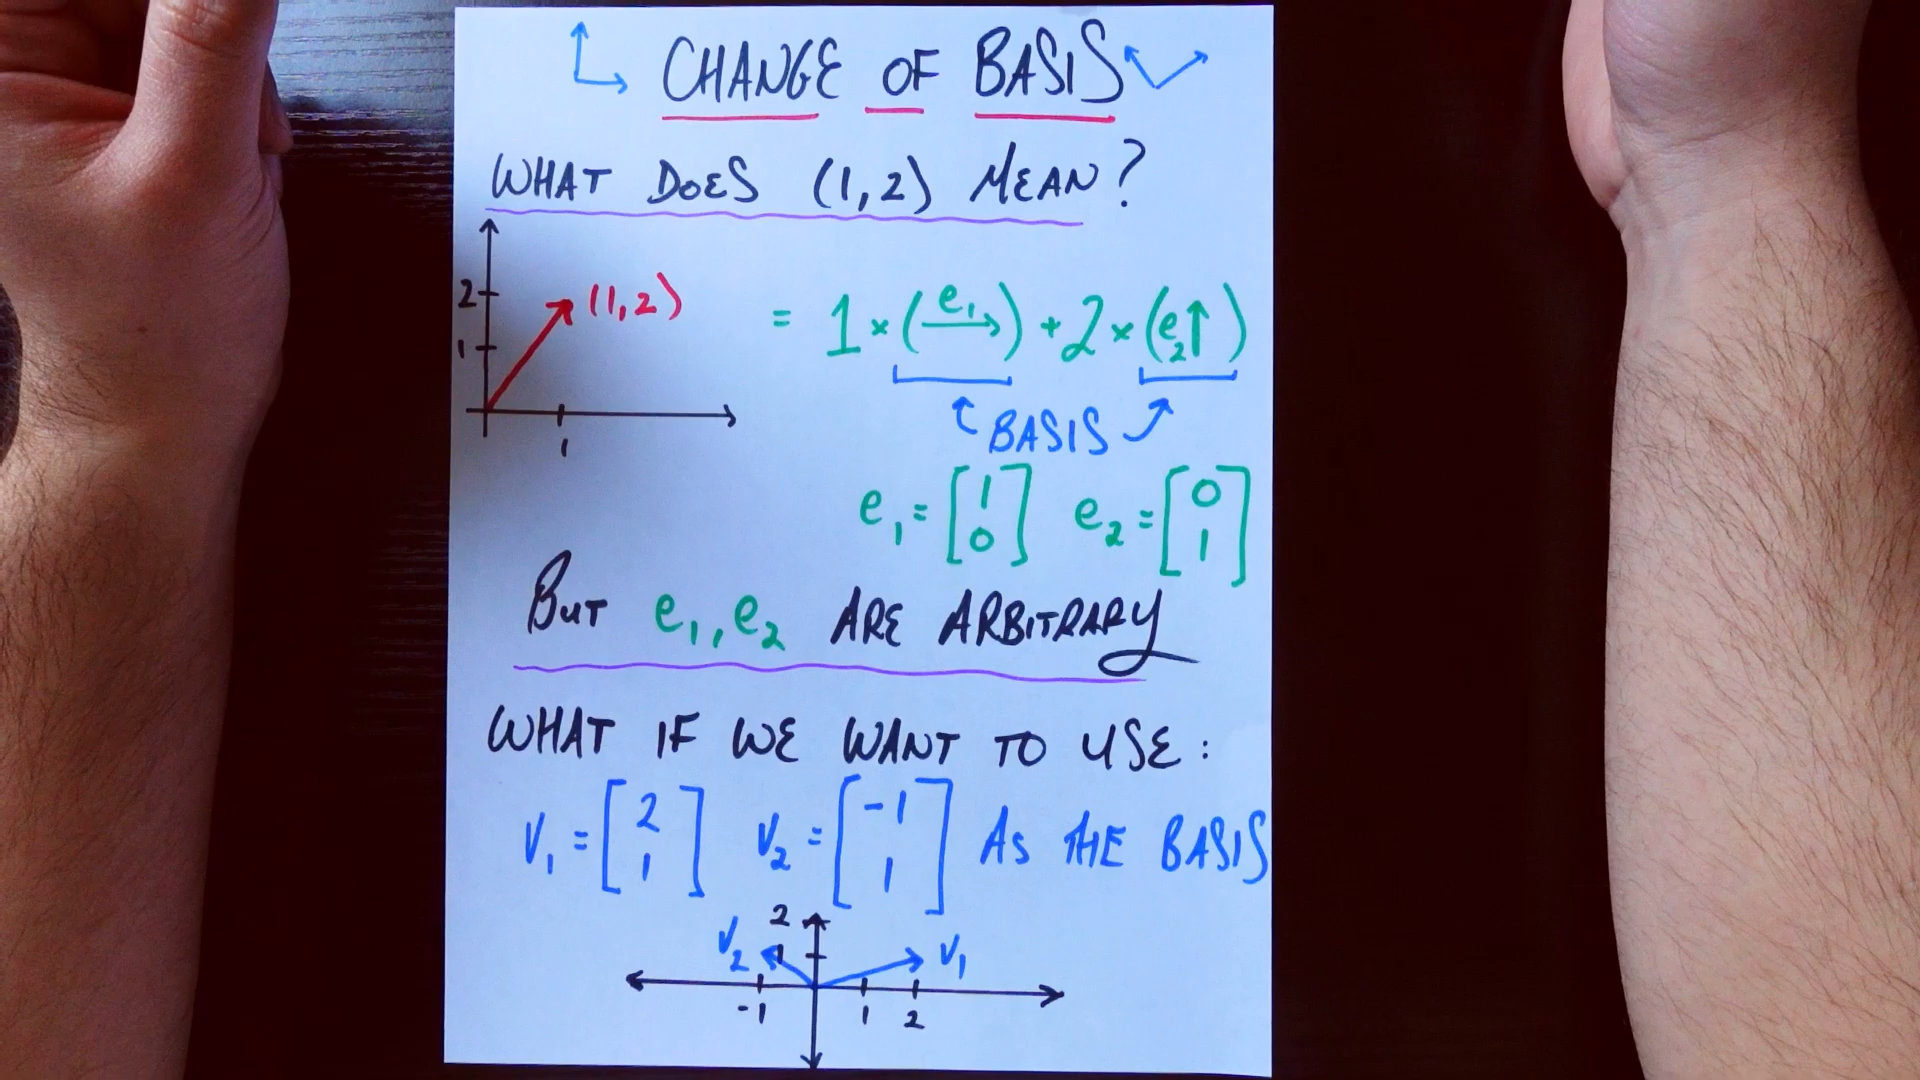 CHANGE OF BASIS
WHAT DOES (1,2) MEAN?
2
1
1
(1,2)
= 1 × (e₁) + 2 × (e₂↑)
BASIS
e₁ = [1 0] e₂ = [0 1]
BUT e₁, e₂ ARE ARBITRARY
WHAT IF WE WANT TO USE:
V₁ = [2 1] V₂ = [-1 1] AS THE BASIS
2
V₂ 1 V₁
-1 1 2